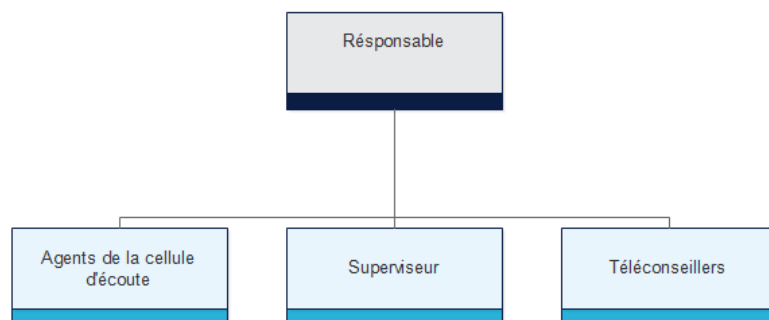 Résponsable
Agents de la cellule
d'écoute
Superviseur
Téléconseillers